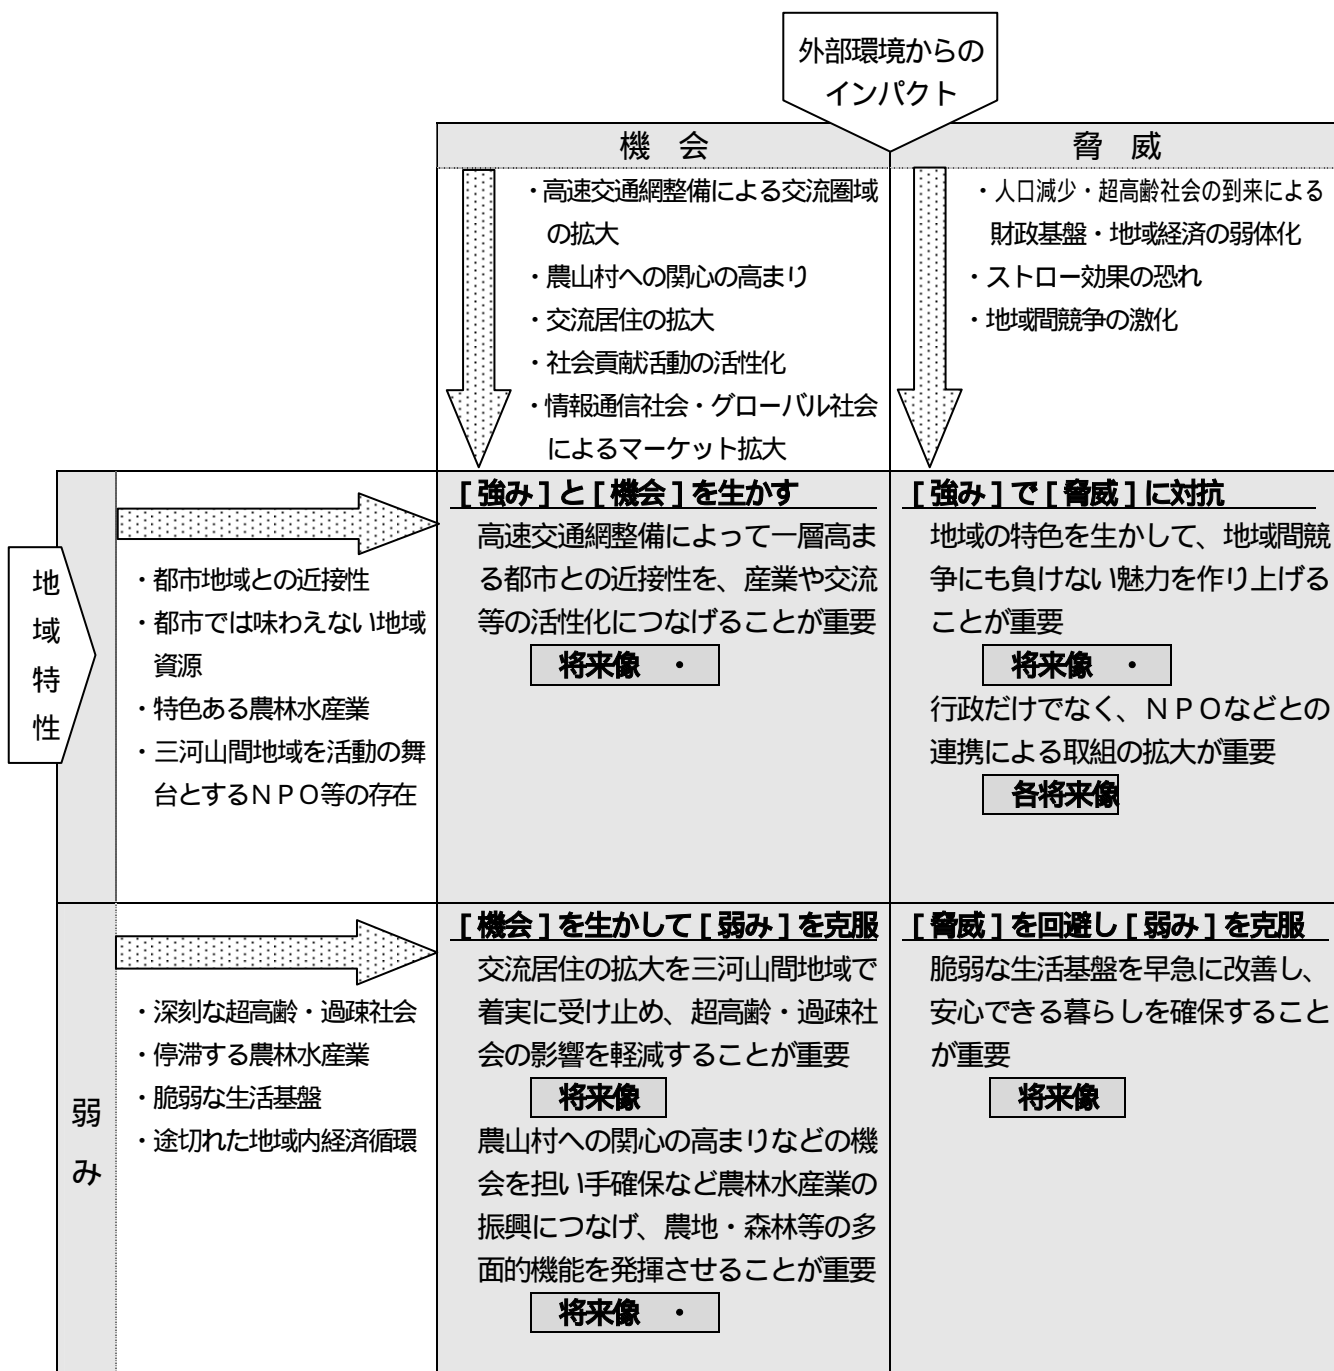 外部環境からの
インパクト
機　会
脅　威
・高速交通網整備による交流圏域
の拡大
・農山村への関心の高まり
・交流居住の拡大
・社会貢献活動の活性化
・情報通信社会・グローバル社会
によるマーケット拡大
・人口減少・超高齢社会の到来による
財政基盤・地域経済の弱体化
・ストロー効果の恐れ
・地域間競争の激化
地域特性
・都市地域との近接性
・都市では味わえない地域
資源
・特色ある農林水産業
・三河山間地域を活動の舞
台とするＮＰＯ等の存在
［強み］と［機会］を生かす
高速交通網整備によって一層高ま
る都市との近接性を、産業や交流
等の活性化につなげることが重要
将来像　・
［強み］で［脅威］に対抗
地域の特色を生かして、地域間競
争にも負けない魅力を作り上げる
ことが重要
将来像　・
行政だけでなく、ＮＰＯなどとの
連携による取組の拡大が重要
各将来像
弱み
・深刻な超高齢・過疎社会
・停滞する農林水産業
・脆弱な生活基盤
・途切れた地域内経済循環
［機会］を生かして［弱み］を克服
交流居住の拡大を三河山間地域で
着実に受け止め、超高齢・過疎社
会の影響を軽減することが重要
将来像
農山村への関心の高まりなどの機
会を担い手確保など農林水産業の
振興につなげ、農地・森林等の多
面的機能を発揮させることが重要
将来像　・
［脅威］を回避し［弱み］を克服
脆弱な生活基盤を早急に改善し、
安心できる暮らしを確保すること
が重要
将来像